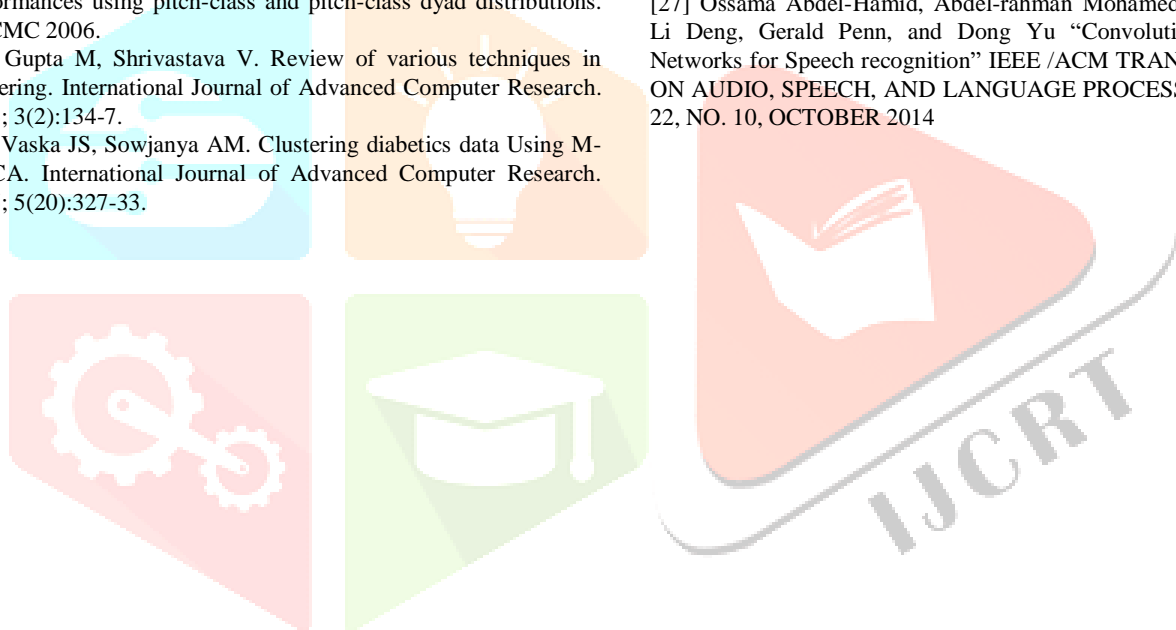 ormances using pitch-class and pitch-class dyad distributions.
CMC 2006.
Gupta M, Shrivastava V. Review of various techniques in
ering. International Journal of Advanced Computer Research.
; 3(2):134-7.
Vaska JS, Sowjanya AM. Clustering diabetics data Using M-
CA. International Journal of Advanced Computer Research.
; 5(20):327-33.
[27] Ossama Abdel-Hamid, Abdel-rahman Mohamed
Li Deng, Gerald Penn, and Dong Yu “Convoluti
Networks for Speech recognition” IEEE /ACM TRAN
ON AUDIO, SPEECH, AND LANGUAGE PROCESS
22, NO. 10, OCTOBER 2014
IJCRT